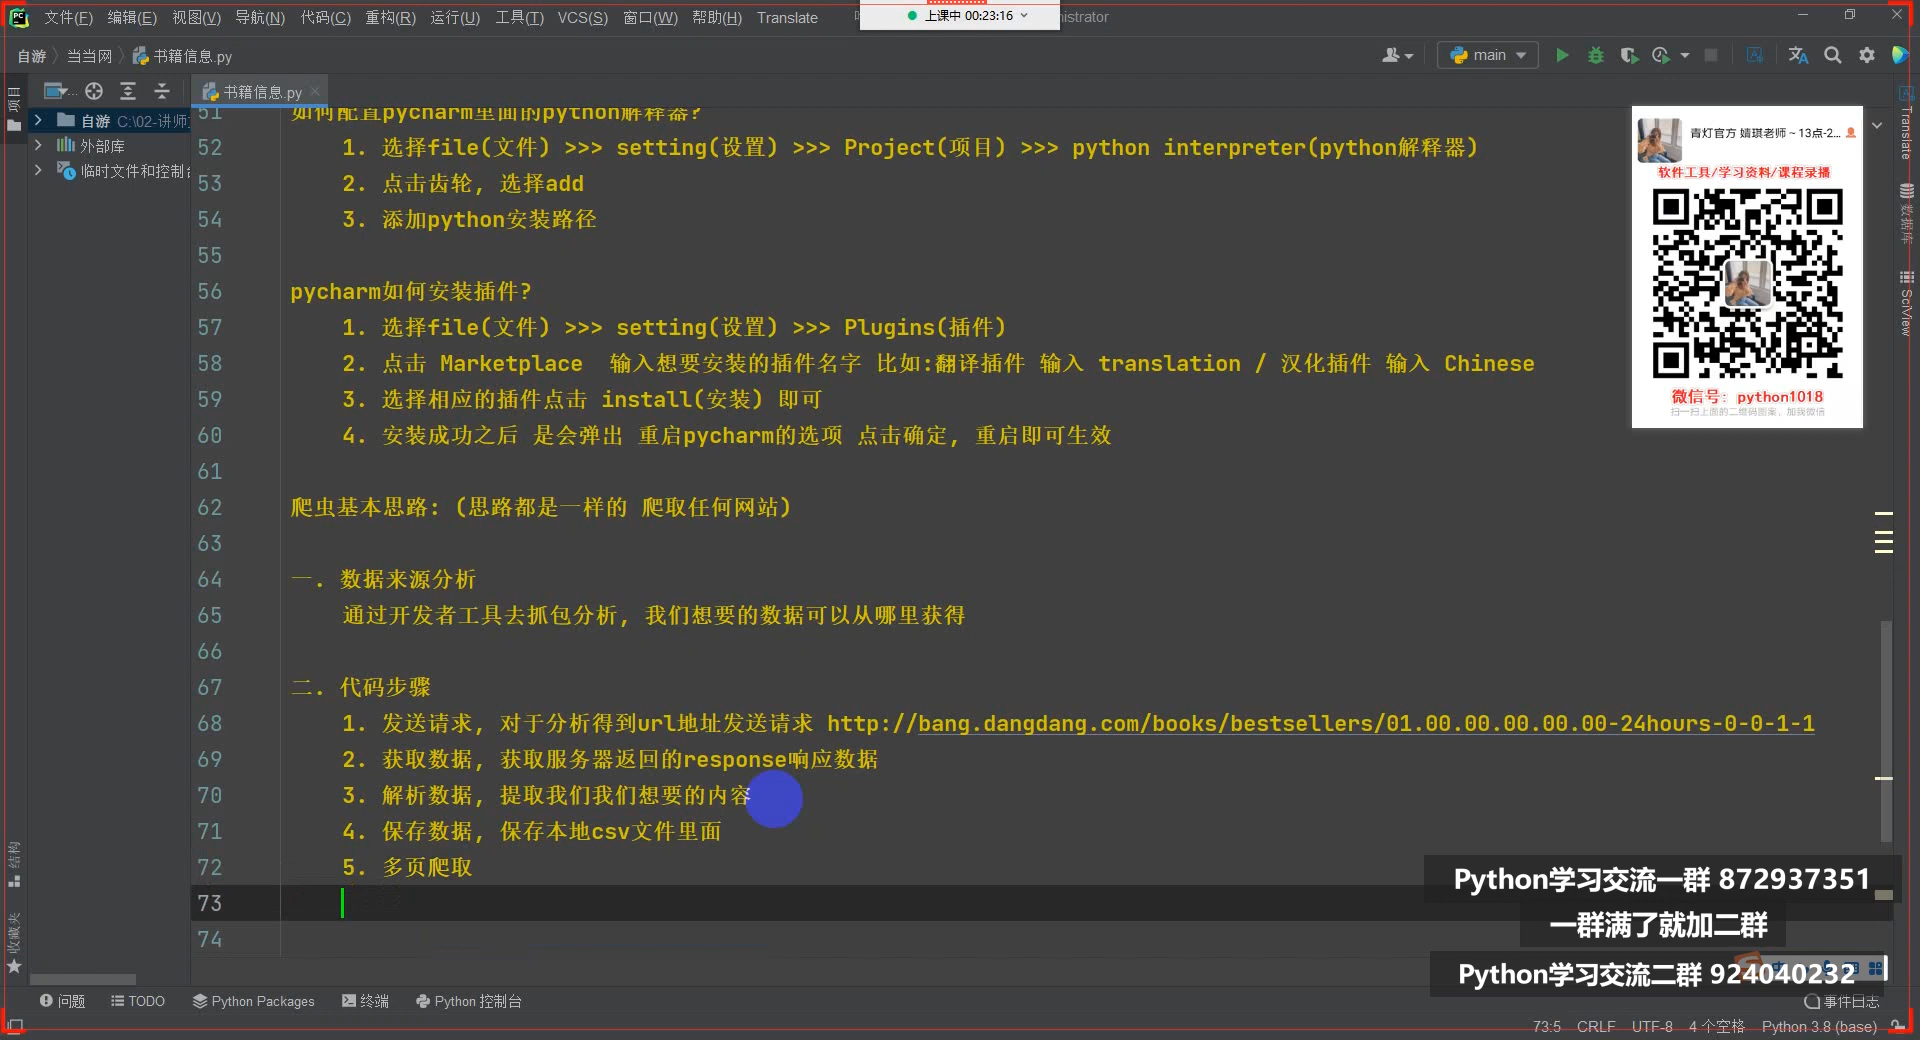 文件(F) 编辑(E) 视图(V) 导航(N) 代码(C) 重构(R) 运行(U) 工具(T) VCS(S) 窗口(W) 帮助(H) Translate
上课中 00:23:16
nistrator
自游 当当网 书籍信息.py
main
项目
书籍信息.py
自游 C:\02-讲师
外部库
临时文件和控制台
51 如何配置pycharm里面的python解释器?
52 1. 选择file(文件) >>> setting(设置) >>> Project(项目) >>> python interpreter(python解释器)
53 2. 点击齿轮, 选择add
54 3. 添加python安装路径
55
56 pycharm如何安装插件?
57 1. 选择file(文件) >>> setting(设置) >>> Plugins(插件)
58 2. 点击 Marketplace 输入想要安装的插件名字 比如:翻译插件 输入 translation / 汉化插件 输入 Chinese
59 3. 选择相应的插件点击 install(安装) 即可
60 4. 安装成功之后 是会弹出 重启pycharm的选项 点击确定, 重启即可生效
61
62 爬虫基本思路: (思路都是一样的 爬取任何网站)
63
64 一. 数据来源分析
65 通过开发者工具去抓包分析, 我们想要的数据可以从哪里获得
66
67 二. 代码步骤
68 1. 发送请求, 对于分析得到url地址发送请求 http://bang.dangdang.com/books/bestsellers/01.00.00.00.00.00-24hours-0-0-1-1
69 2. 获取数据, 获取服务器返回的response响应数据
70 3. 解析数据, 提取我们我们想要的内容
71 4. 保存数据, 保存本地csv文件里面
72 5. 多页爬取
73
74
青灯官方 婧琪老师~13点-2...
软件工具/学习资料/课程录播
微信号: python1018
扫一扫上面的二维码图案, 加我微信
Translate
数据库
SciView
结构
收藏夹
Python学习交流一群 872937351
一群满了就加二群
Python学习交流二群 924040232
问题 TODO Python Packages 终端 Python 控制台
事件日志
73:5 CRLF UTF-8 4 个空格 Python 3.8 (base)